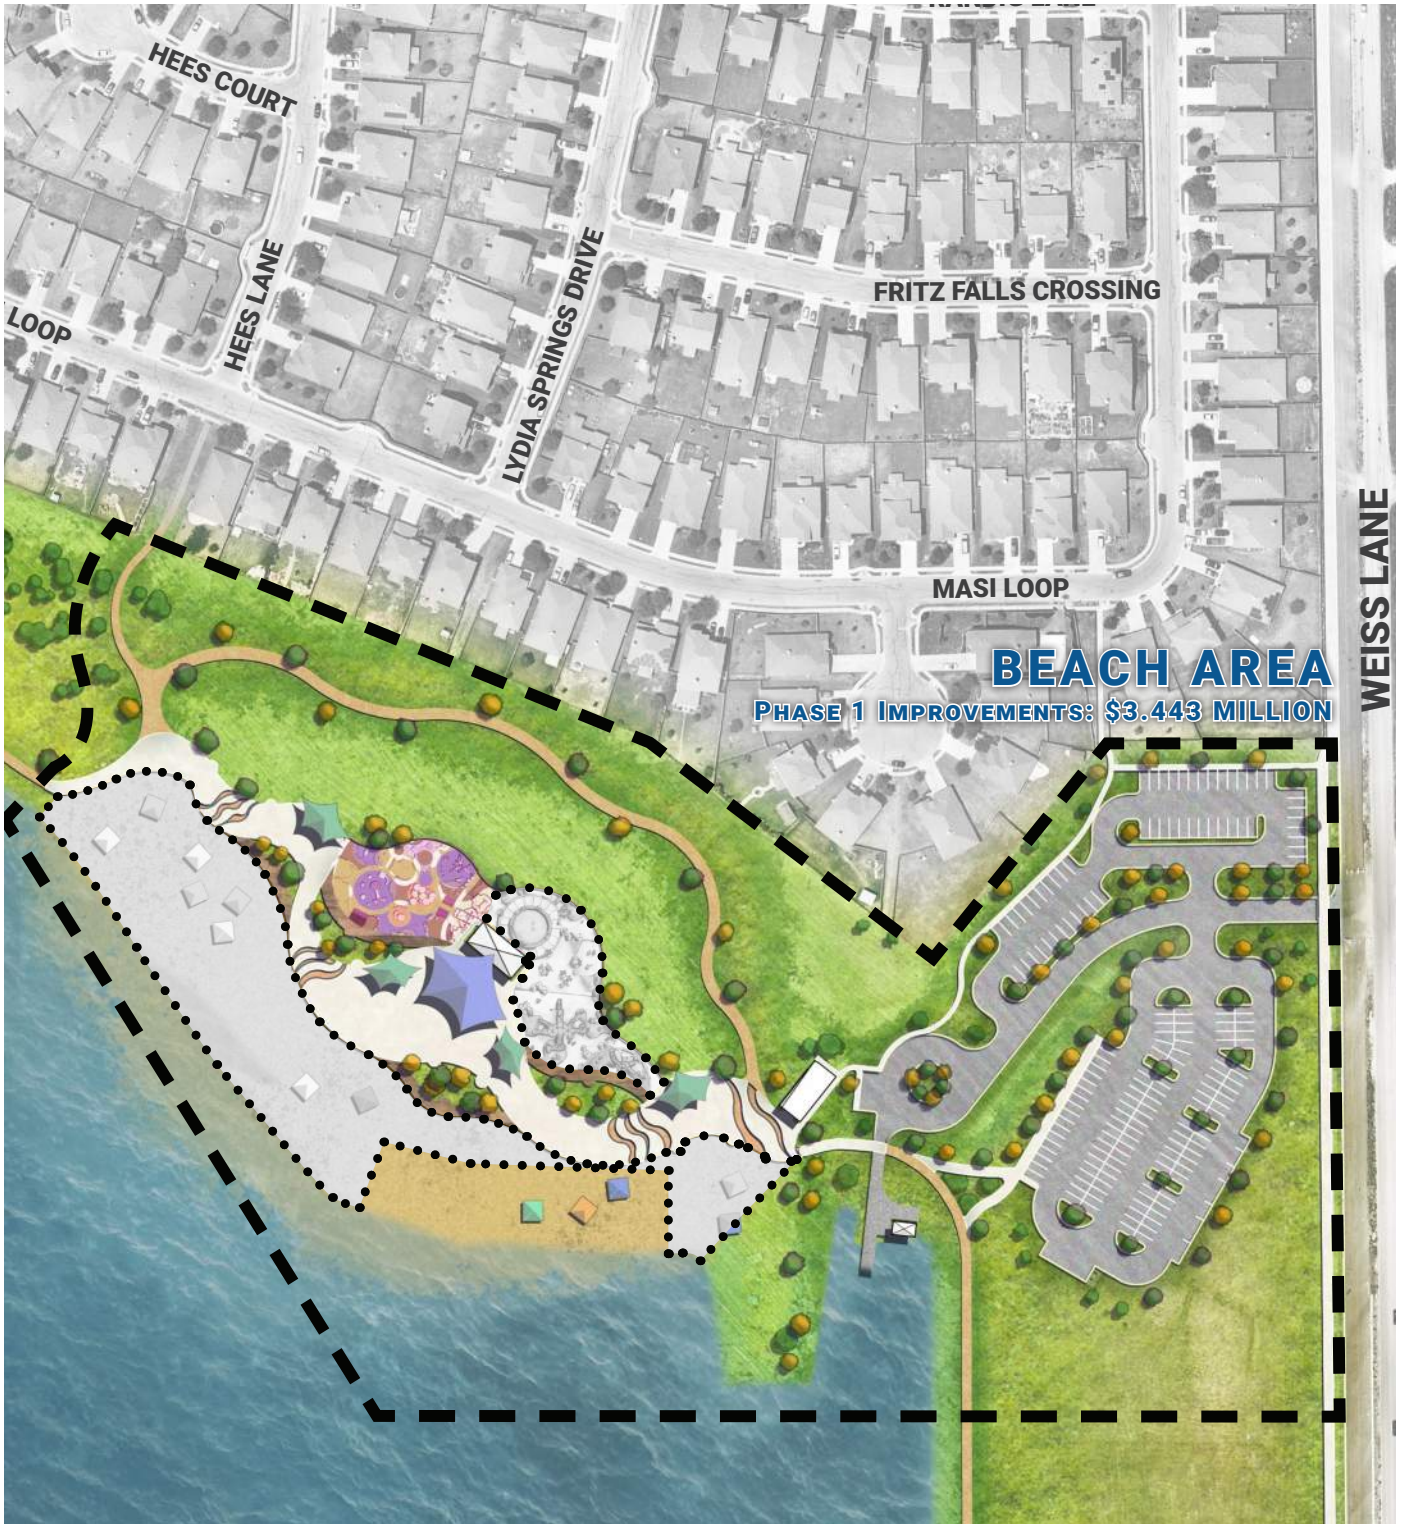 HEES COURT
HEES LANE
LOOP
LYDIA SPRINGS DRIVE
FRITZ FALLS CROSSING
MASI LOOP
WEISS LANE
BEACH AREA
PHASE 1 IMPROVEMENTS: $3.443 MILLION